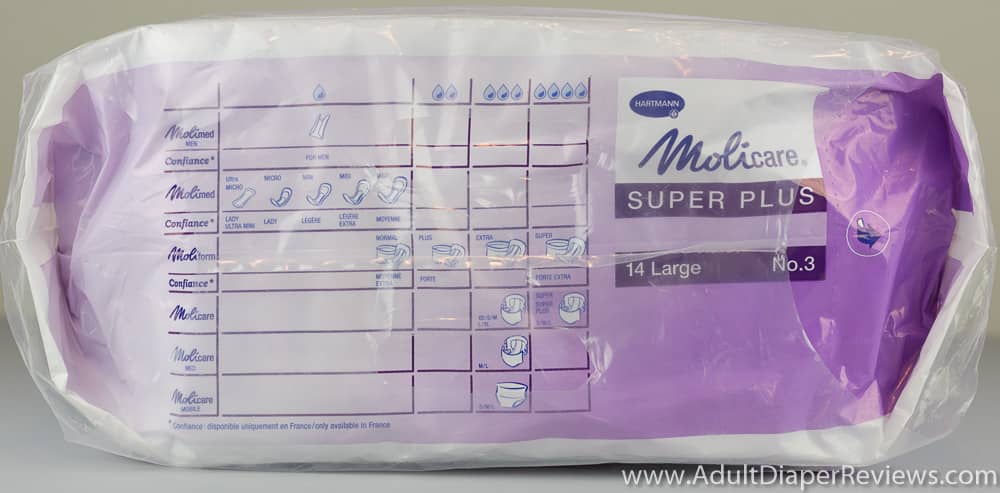 Molimed
MEN
Confiance*
FOR MEN
Molimed
Ultra MICRO MICRO MINI MIDI MAXI
Confiance*
LADY ULTRA MINI LADY LÉGÈRE LÉGÈRE EXTRA MOYENNE
Moliform
NORMAL PLUS EXTRA SUPER
Confiance*
MOYENNE EXTRA FORTE FORTE EXTRA
Molicare
XS/S/M L/XL
SUPER SUPER PLUS S/M/L
Molicare
MED
M/L
Molicare
MOBILE
S/M/L
* Confiance: disponible uniquement en France/only available in France
HARTMANN
Molicare®
SUPER PLUS
14 Large No.3
www.AdultDiaperReviews.com